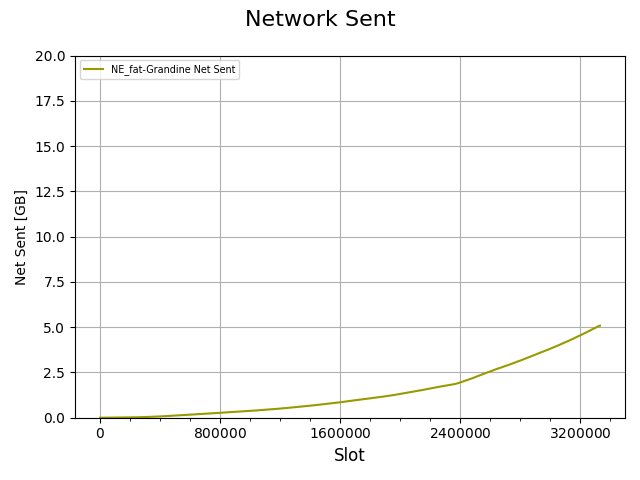 Network Sent
20.0
NE_fat-Grandine Net Sent
17.5
15.0
12.5
10.0
7.5
5.0
2.5
0.0
Net Sent [GB]
0 800000 1600000 2400000 3200000
Slot